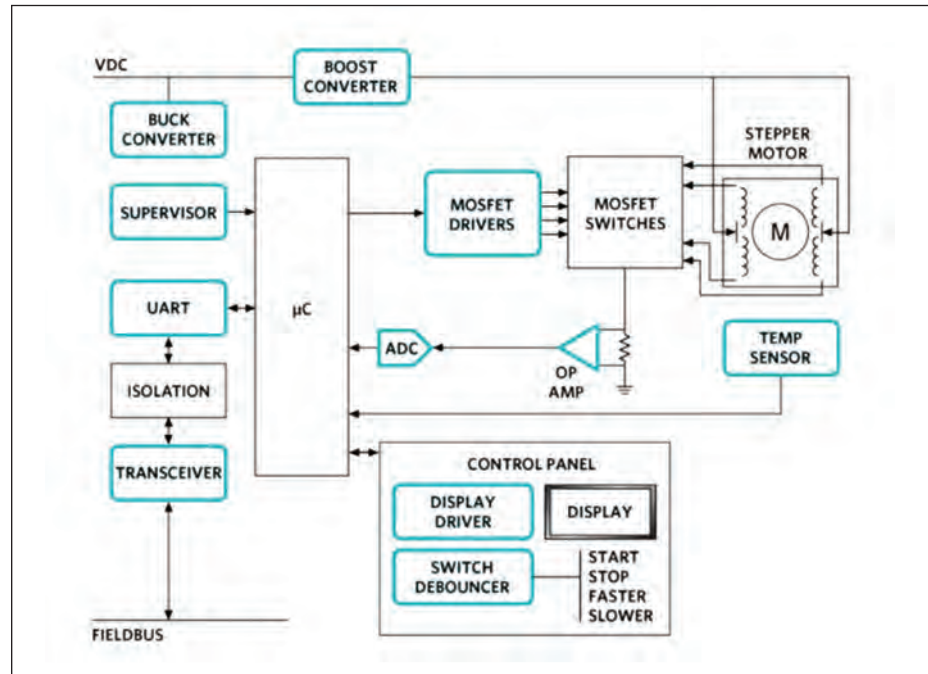 VDC
BOOST
CONVERTER
BUCK
CONVERTER
STEPPER
MOTOR
SUPERVISOR
MOSFET
DRIVERS
MOSFET
SWITCHES
M
UART
µC
ADC
OP
AMP
TEMP
SENSOR
ISOLATION
TRANSCEIVER
CONTROL PANEL
DISPLAY
DRIVER
DISPLAY
SWITCH
DEBOUNCER
START
STOP
FASTER
SLOWER
FIELDBUS